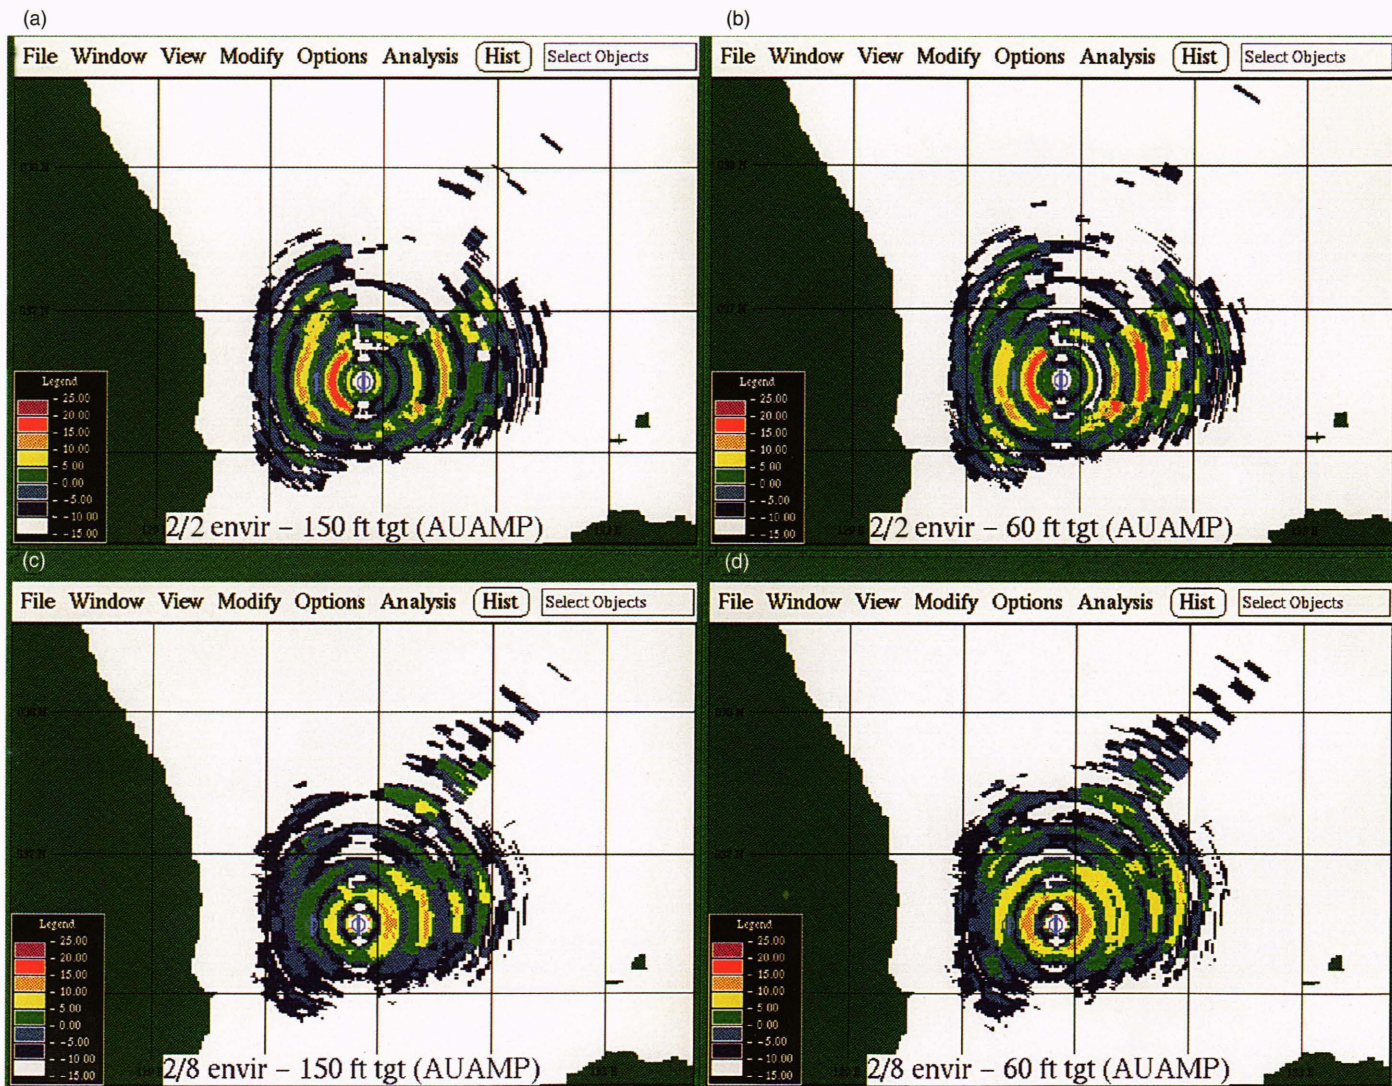 (a)
File Window View Modify Options Analysis Hist Select Objects
Legend
25.00
20.00
15.00
10.00
5.00
0.00
-5.00
-10.00
-15.00
2/2 envir - 150 ft tgt (AUAMP)
(b)
File Window View Modify Options Analysis Hist Select Objects
Legend
25.00
20.00
15.00
10.00
5.00
0.00
-5.00
-10.00
-15.00
2/2 envir - 60 ft tgt (AUAMP)
(c)
File Window View Modify Options Analysis Hist Select Objects
037 N
Legend
25.00
20.00
15.00
10.00
5.00
0.00
-5.00
-10.00
-15.00
2/8 envir - 150 ft tgt (AUAMP)
(d)
File Window View Modify Options Analysis Hist Select Objects
037 N
Legend
25.00
20.00
15.00
10.00
5.00
0.00
-5.00
-10.00
-15.00
2/8 envir - 60 ft tgt (AUAMP)